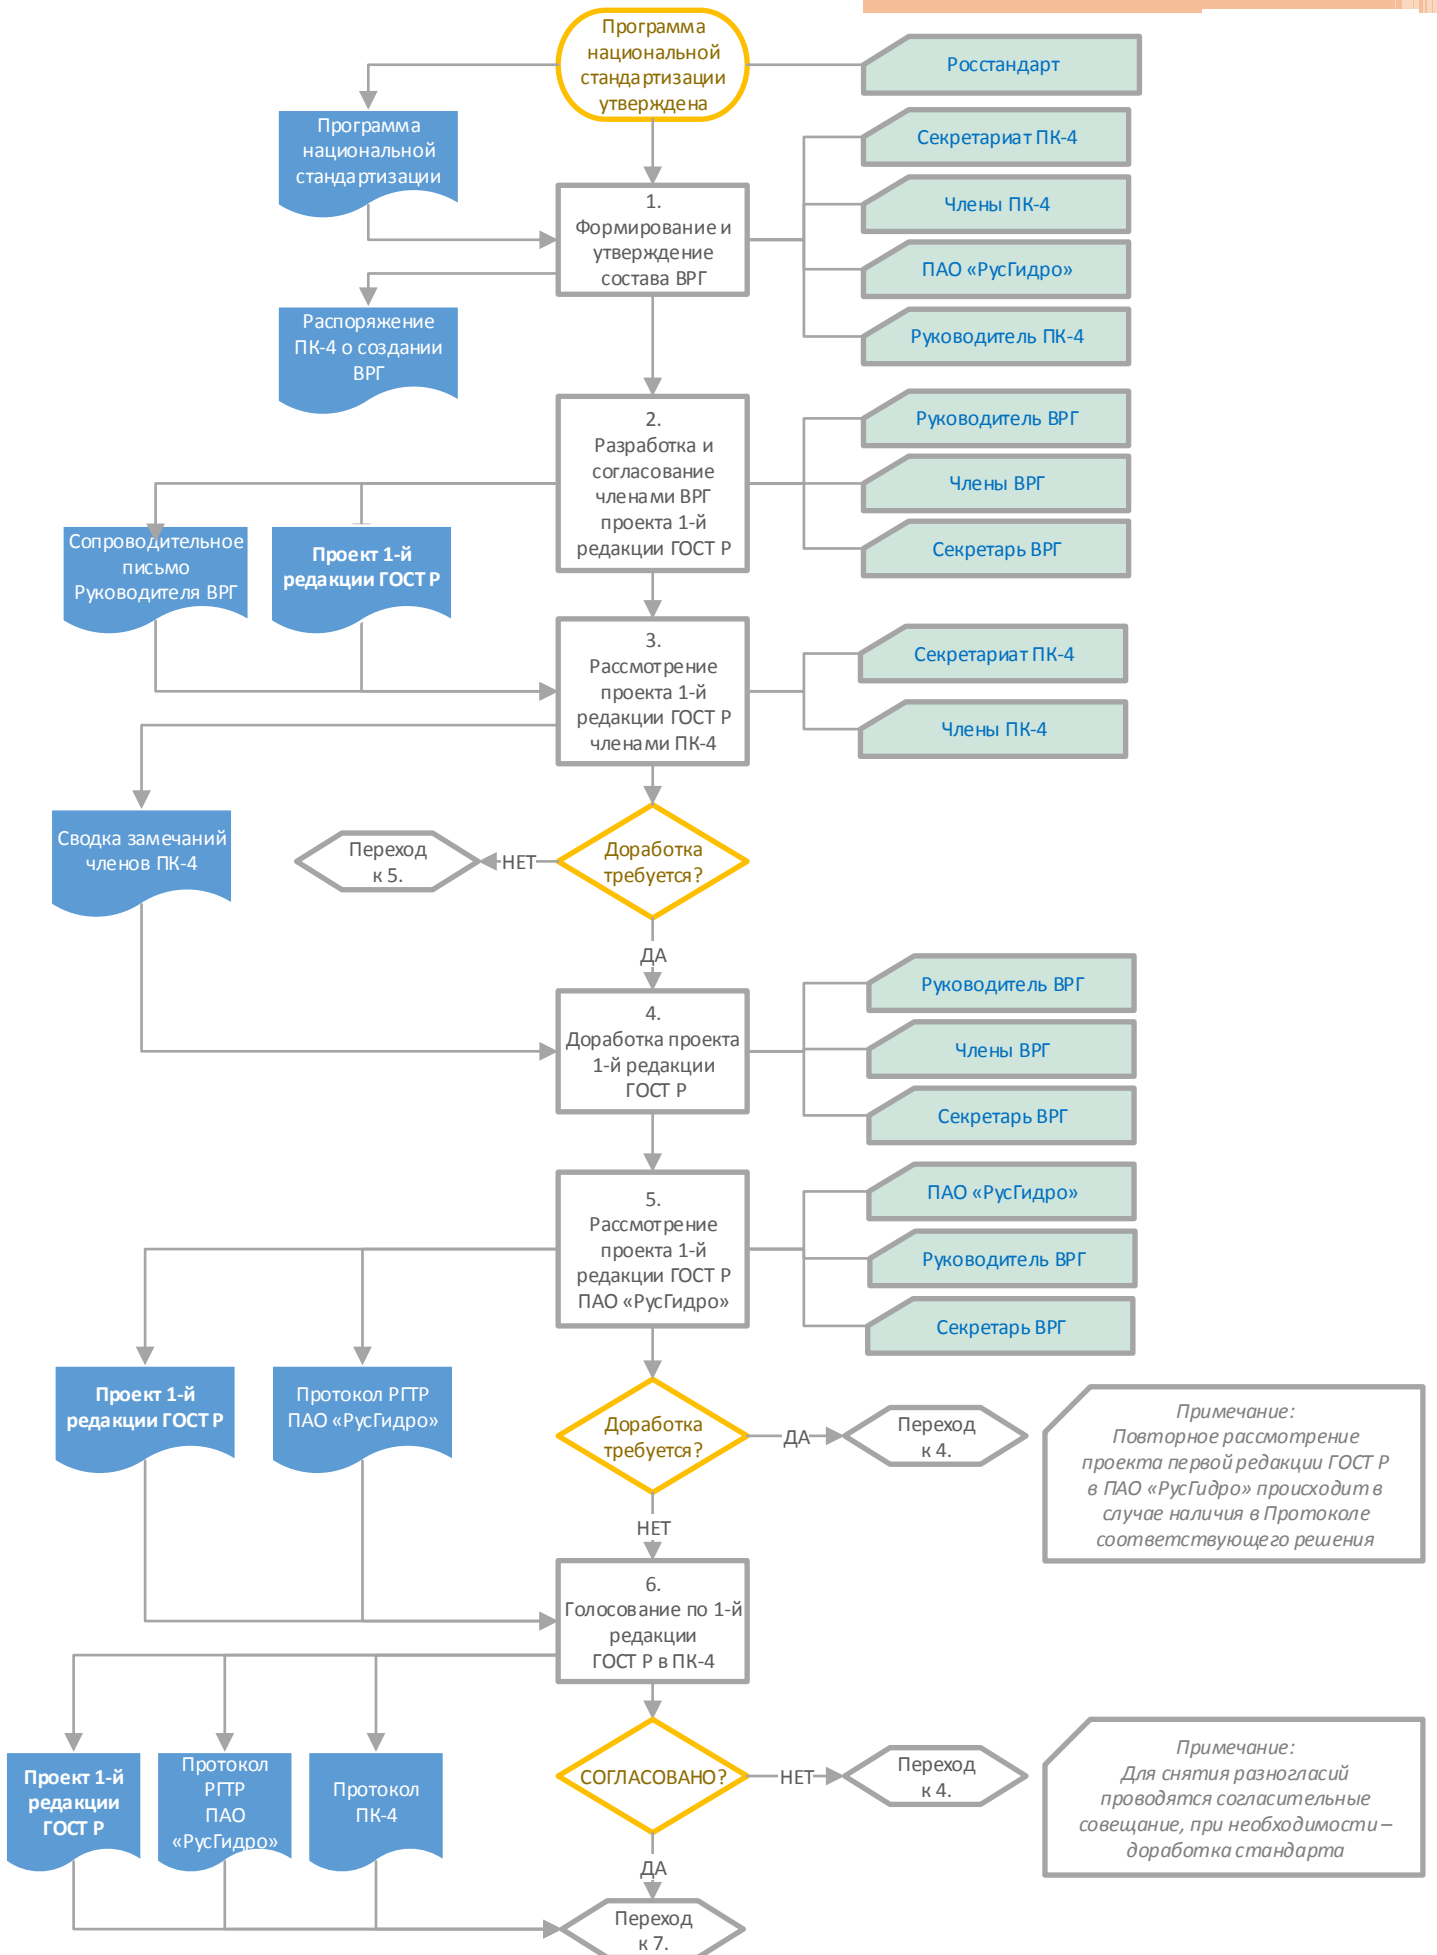 Программа
национальной
стандартизации
утверждена
Росстандарт
Программа
национальной
стандартизации
Секретариат ПК-4
Члены ПК-4
ПАО «РусГидро»
Руководитель ПК-4
1.
Формирование и
утверждение
состава ВРГ
Распоряжение
ПК-4 о создании
ВРГ
2.
Разработка и
согласование
членами ВРГ
проекта 1-й
редакции ГОСТ Р
Руководитель ВРГ
Члены ВРГ
Секретарь ВРГ
Сопроводительное
письмо
Руководителя ВРГ
Проект 1-й
редакции ГОСТ Р
3.
Рассмотрение
проекта 1-й
редакции ГОСТ Р
членами ПК-4
Секретариат ПК-4
Члены ПК-4
Сводка замечаний
членов ПК-4
Переход
к 5.
НЕТ
Доработка
требуется?
ДА
4.
Доработка проекта
1-й редакции
ГОСТ Р
Руководитель ВРГ
Члены ВРГ
Секретарь ВРГ
5.
Рассмотрение
проекта 1-й
редакции ГОСТ Р
ПАО «РусГидро»
ПАО «РусГидро»
Руководитель ВРГ
Секретарь ВРГ
Проект 1-й
редакции ГОСТ Р
Протокол РГТР
ПАО «РусГидро»
Доработка
требуется?
ДА
Переход
к 4.
Примечание:
Повторное рассмотрение
проекта первой редакции ГОСТ Р
в ПАО «РусГидро» происходит в
случае наличия в Протоколе
соответствующего решения
НЕТ
6.
Голосование по 1-й
редакции
ГОСТ Р в ПК-4
Проект 1-й
редакции
ГОСТ Р
Протокол
РГТР
ПАО
«РусГидро»
Протокол
ПК-4
СОГЛАСОВАНО?
НЕТ
Переход
к 4.
Примечание:
Для снятия разногласий
проводятся согласительные
совещание, при необходимости –
доработка стандарта
ДА
Переход
к 7.